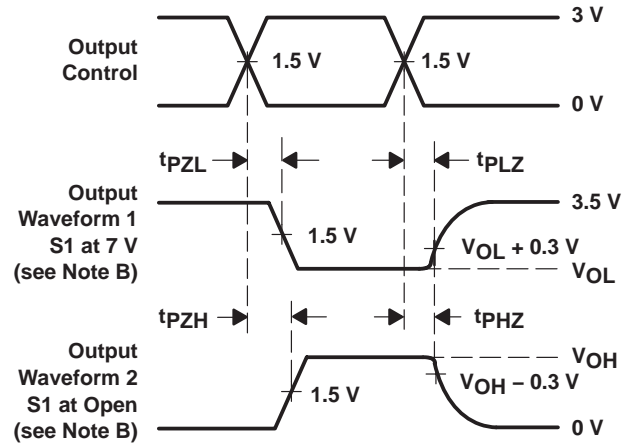 3 V
Output
Control
1.5 V
1.5 V
0 V
tPZL
tPLZ
Output
Waveform 1
S1 at 7 V
(see Note B)
3.5 V
1.5 V
VOL + 0.3 V
VOL
tPZH
tPHZ
Output
Waveform 2
S1 at Open
(see Note B)
VOH
1.5 V
VOH − 0.3 V
0 V